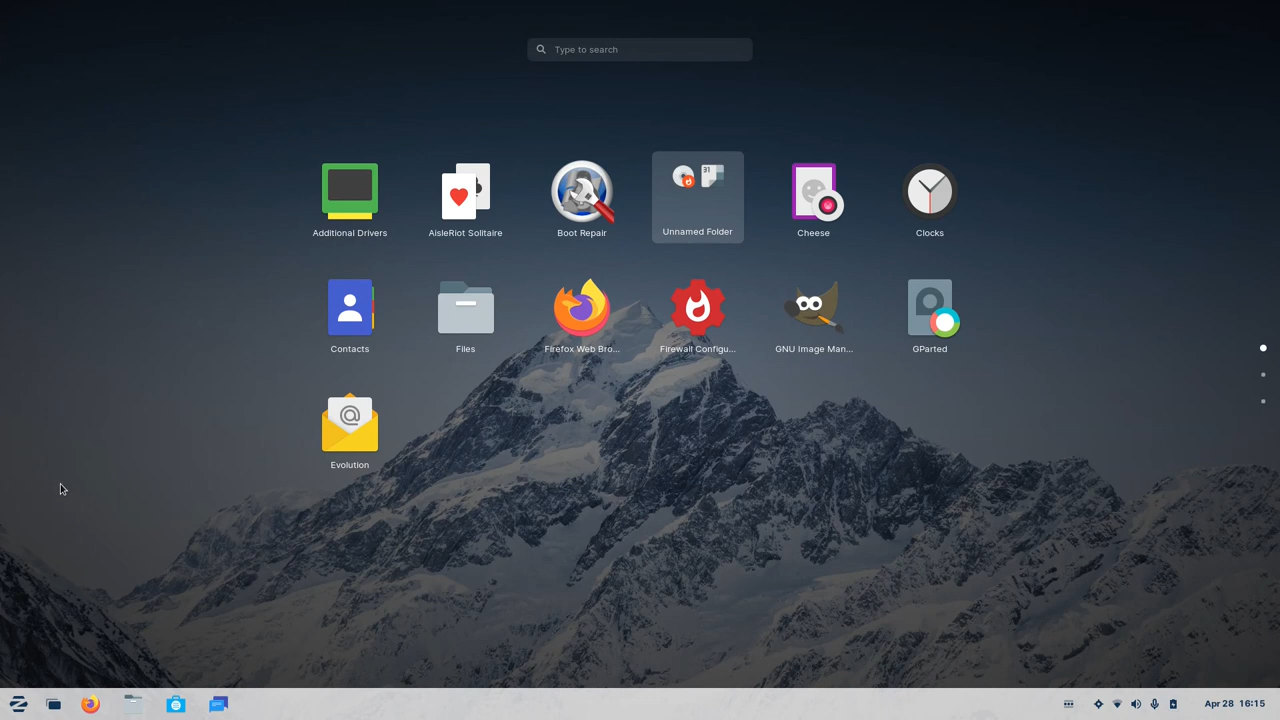 Type to search
Additional Drivers
AisleRiot Solitaire
Boot Repair
31
Unnamed Folder
Cheese
Clocks
Contacts
Files
Firefox Web Bro...
Firewall Configu...
GNU Image Man...
GParted
@
Evolution
Apr 28 16:15